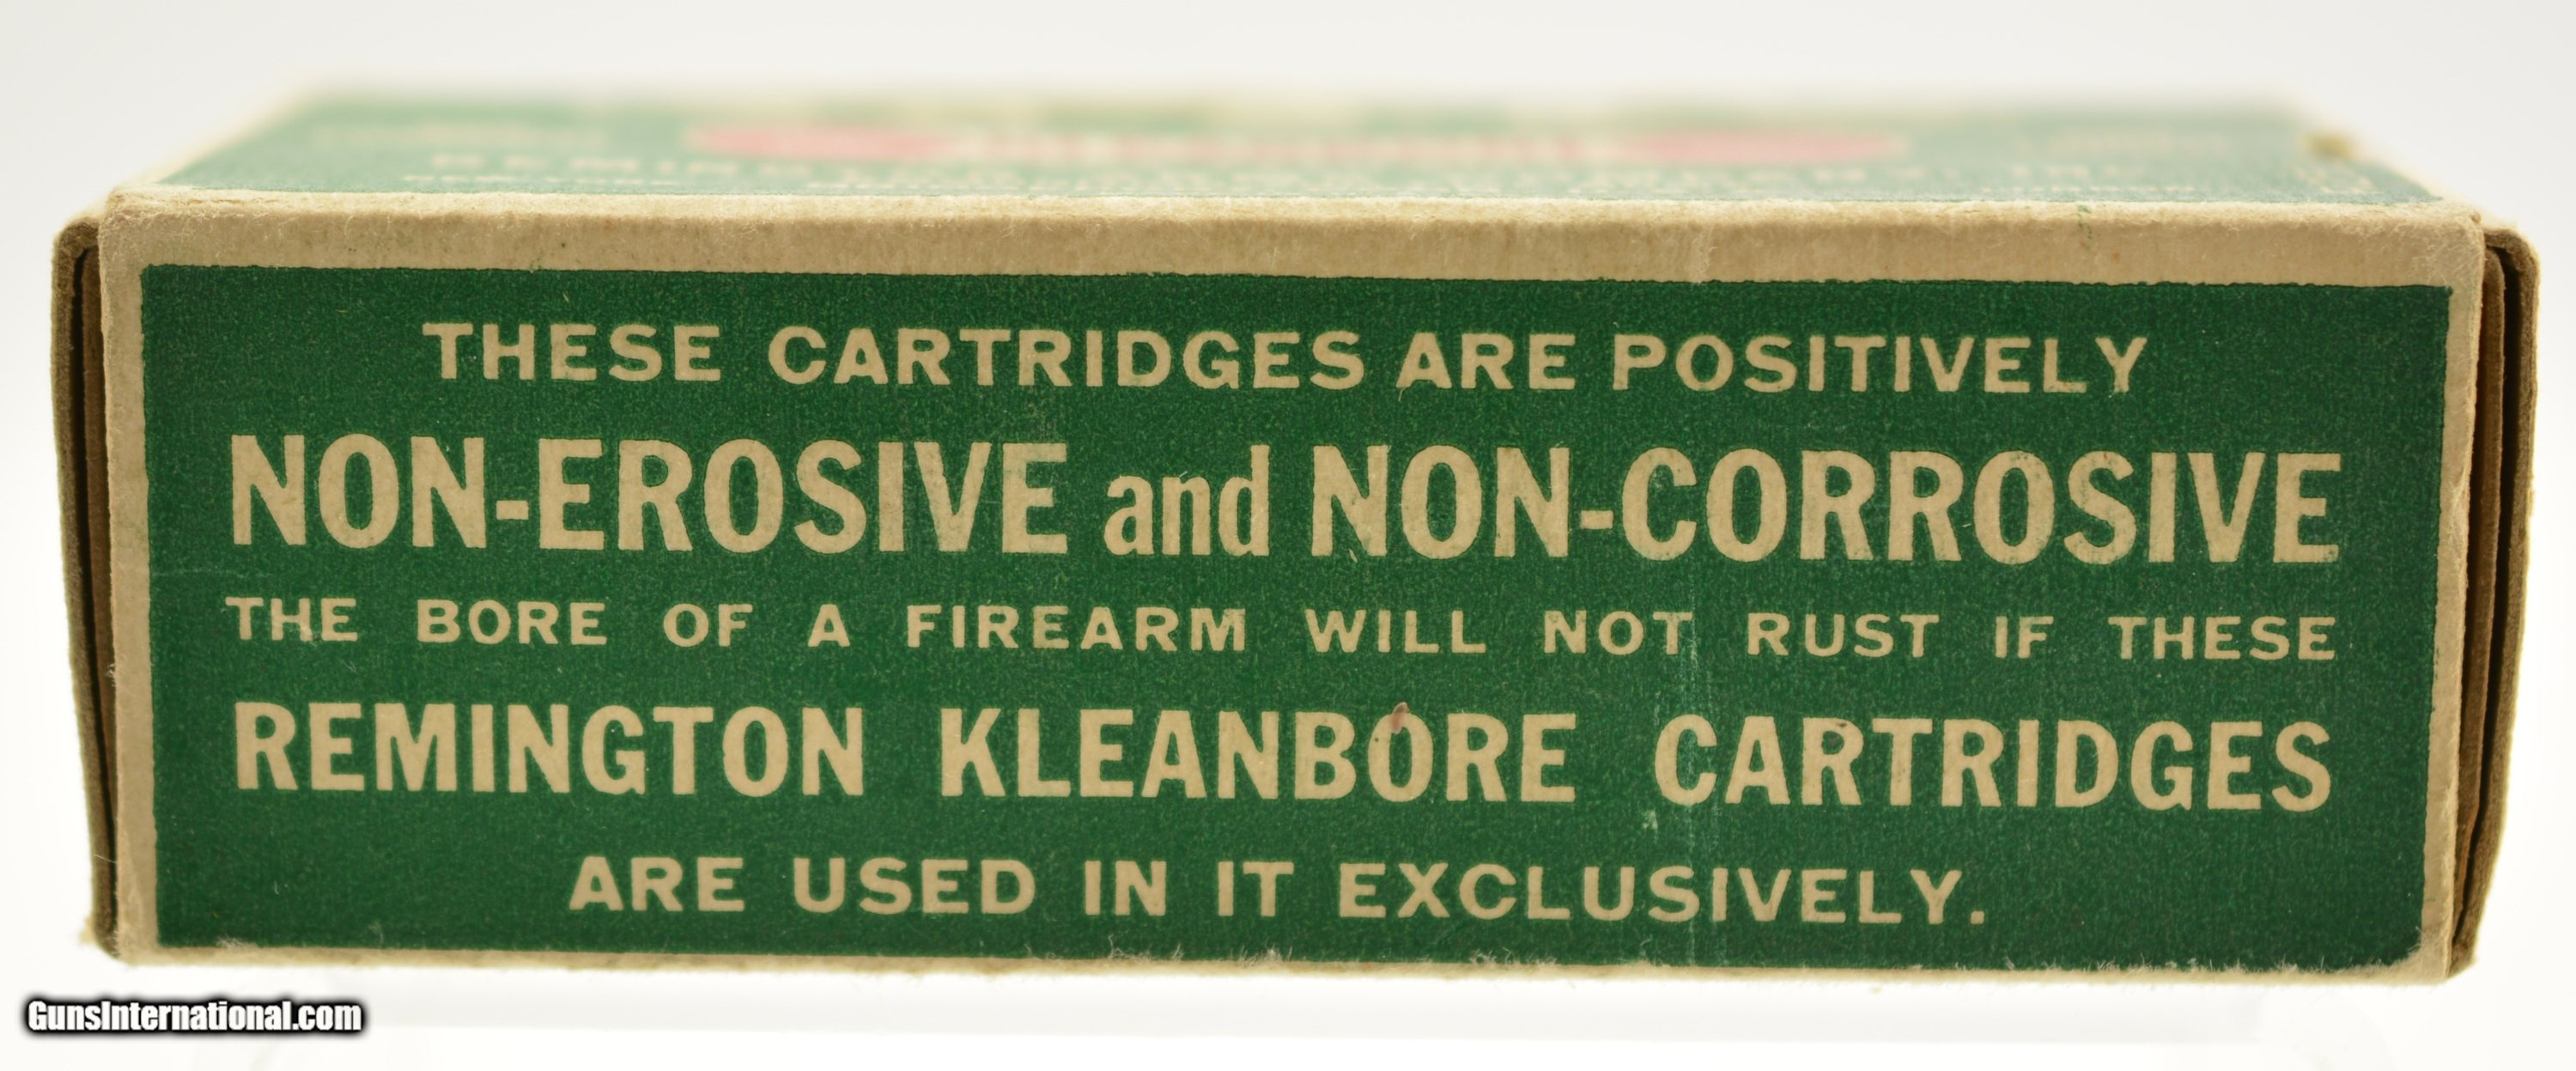 THESE CARTRIDGES ARE POSITIVELY
NON-EROSIVE and NON-CORROSIVE
THE BORE OF A FIREARM WILL NOT RUST IF THESE
REMINGTON KLEANBORE CARTRIDGES
ARE USED IN IT EXCLUSIVELY.
GunsInternational.com